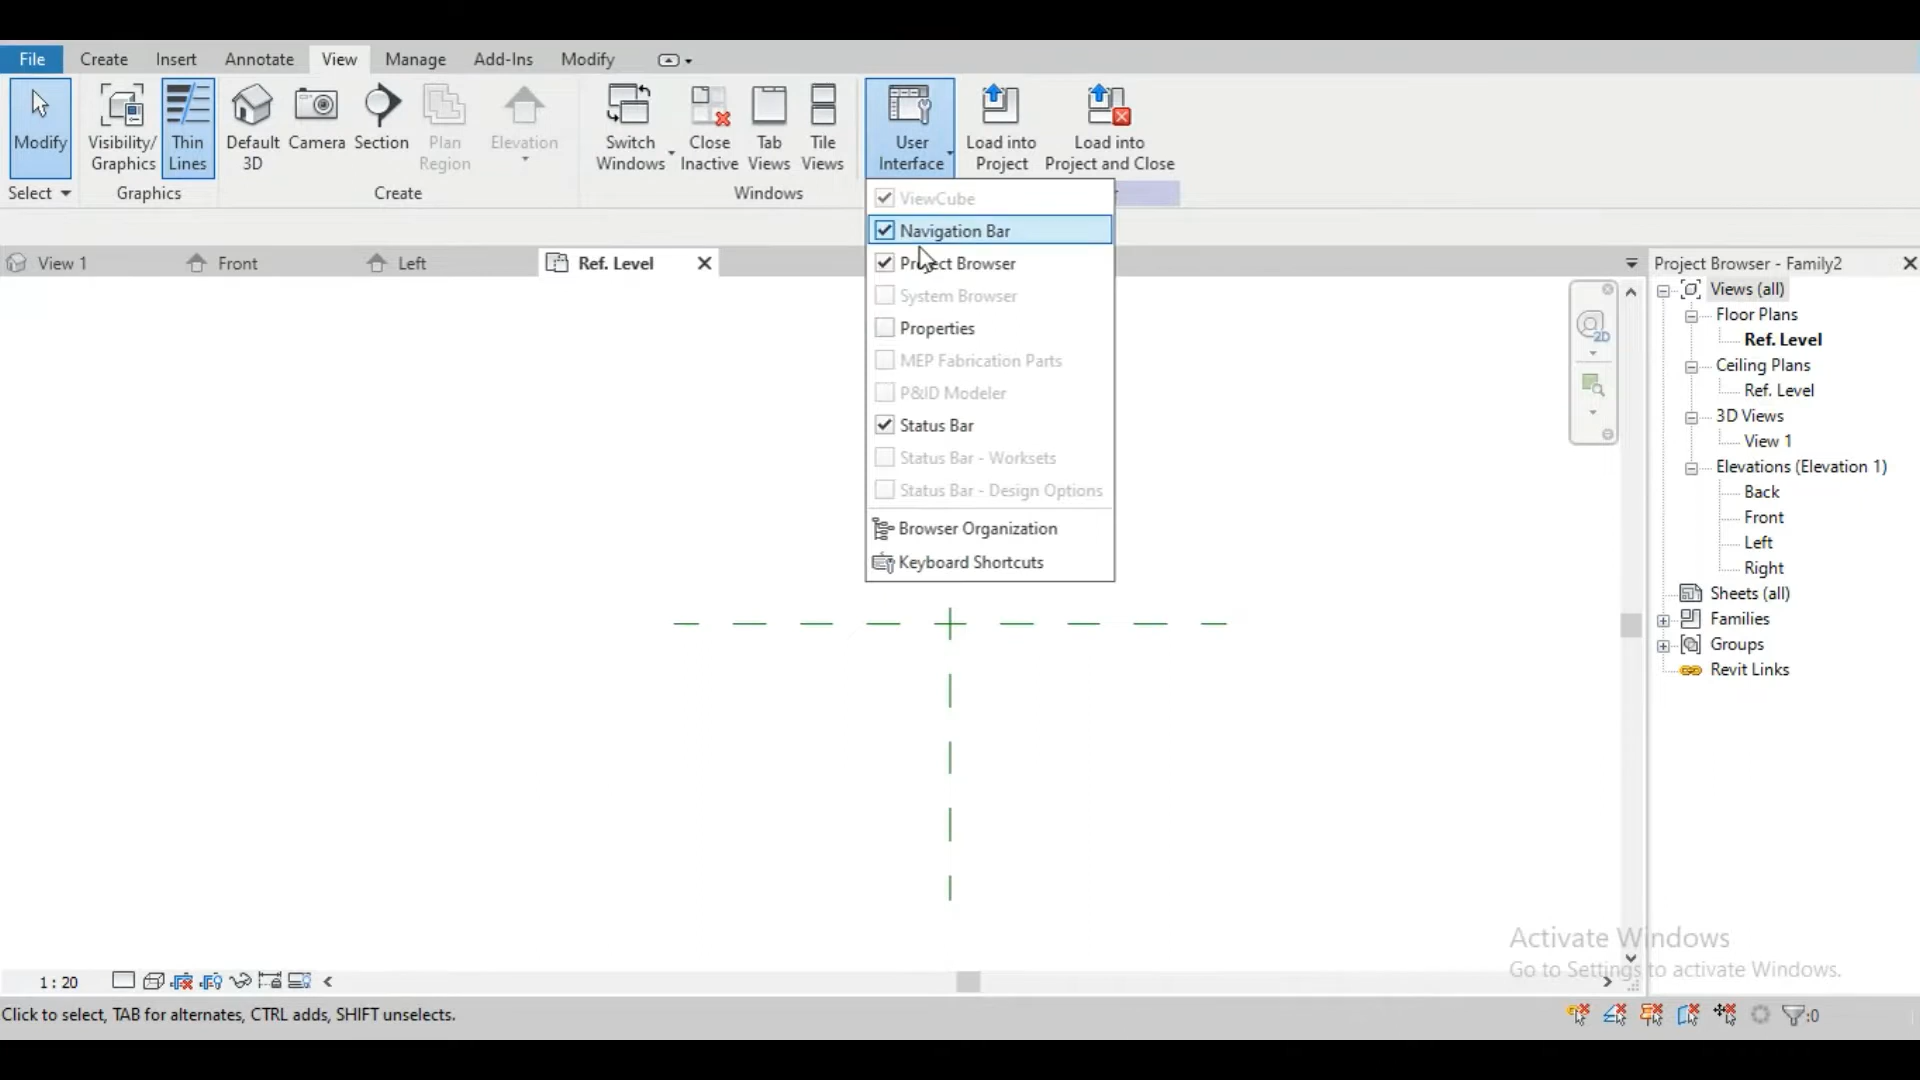 File Create Insert Annotate View Manage Add-Ins Modify
Modify
Visibility/
Graphics
Thin
Lines
Default
3D
Camera
Section
Plan
Region
Elevation
Switch
Windows
Close
Inactive
Tab
Views
Tile
Views
User
Interface
Load into
Project
Load into
Project and Close
Select Graphics Create Windows
ViewCube
Navigation Bar
Project Browser
System Browser
Properties
MEP Fabrication Parts
P&ID Modeler
Status Bar
Status Bar - Worksets
Status Bar - Design Options
Browser Organization
Keyboard Shortcuts
View 1 Front Left Ref. Level
2D
Project Browser - Family2
Views (all)
Floor Plans
Ref. Level
Ceiling Plans
Ref. Level
3D Views
View 1
Elevations (Elevation 1)
Back
Front
Left
Right
Sheets (all)
Families
Groups
Revit Links
Activate Windows
Go to Settings to activate Windows.
1 : 20
Click to select, TAB for alternates, CTRL adds, SHIFT unselects.
:0